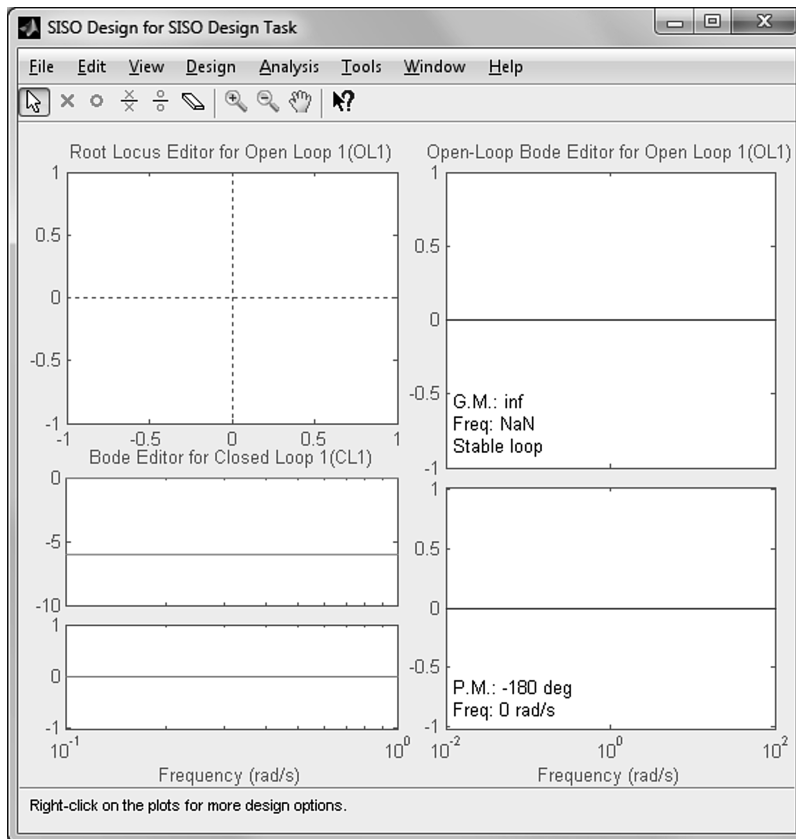 SISO Design for SISO Design Task
File Edit View Design Analysis Tools Window Help
Root Locus Editor for Open Loop 1(OL1)
1
0.5
0
-0.5
-1
-1 -0.5 0 0.5 1
Bode Editor for Closed Loop 1(CL1)
0
-5
-10
1
0
-1
10-1 100
Frequency (rad/s)
Open-Loop Bode Editor for Open Loop 1(OL1)
1
0.5
0
-0.5
-1
G.M.: inf
Freq: NaN
Stable loop
1
0.5
0
-0.5
-1
P.M.: -180 deg
Freq: 0 rad/s
10-2 100 102
Frequency (rad/s)
Right-click on the plots for more design options.